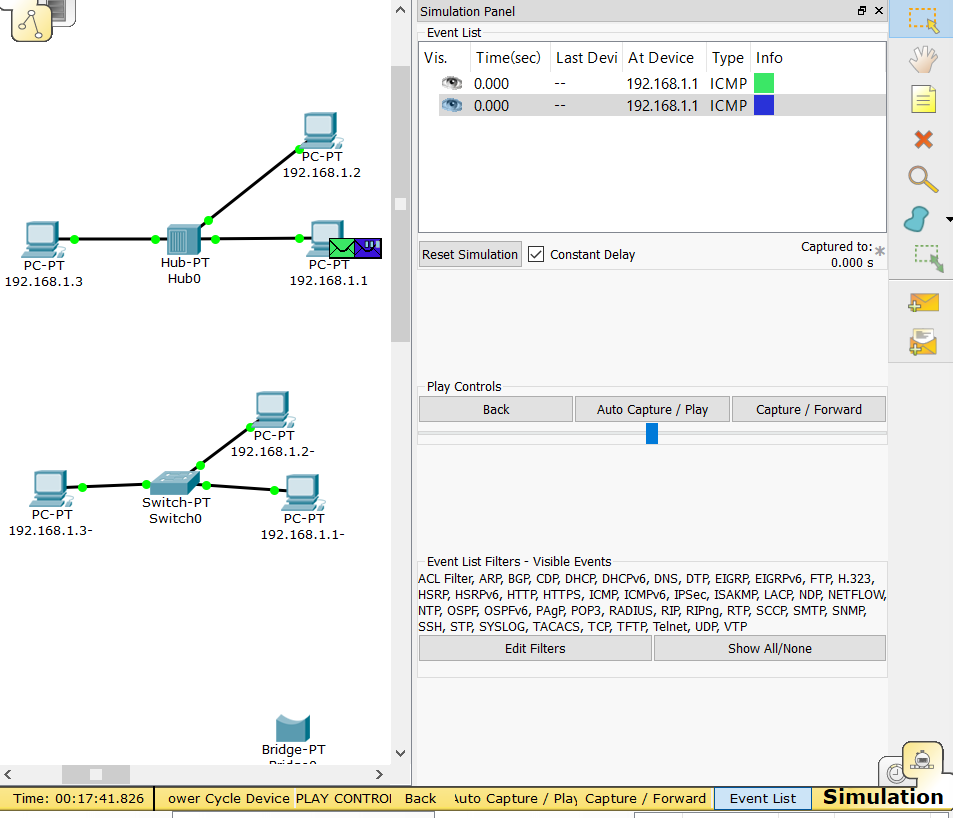 Simulation Panel
Event List
Vis. Time(sec) Last Devi At Device Type Info
0.000 -- 192.168.1.1 ICMP
0.000 -- 192.168.1.1 ICMP
Reset Simulation Constant Delay Captured to: *
0.000 s
Play Controls
Back Auto Capture / Play Capture / Forward
Event List Filters - Visible Events
ACL Filter, ARP, BGP, CDP, DHCP, DHCPv6, DNS, DTP, EIGRP, EIGRPv6, FTP, H.323,
HSRP, HSRPv6, HTTP, HTTPS, ICMP, ICMPv6, IPSec, ISAKMP, LACP, NDP, NETFLOW,
NTP, OSPF, OSPFv6, PAgP, POP3, RADIUS, RIP, RIPng, RTP, SCCP, SMTP, SNMP,
SSH, STP, SYSLOG, TACACS, TCP, TFTP, Telnet, UDP, VTP
Edit Filters Show All/None
PC-PT
192.168.1.2
PC-PT
192.168.1.3
Hub-PT
Hub0
PC-PT
192.168.1.1
PC-PT
192.168.1.2-
PC-PT
192.168.1.3-
Switch-PT
Switch0
PC-PT
192.168.1.1-
Bridge-PT
Bridge0
Time: 00:17:41.826 ower Cycle Device PLAY CONTROL Back uto Capture / Play Capture / Forward Event List Simulation